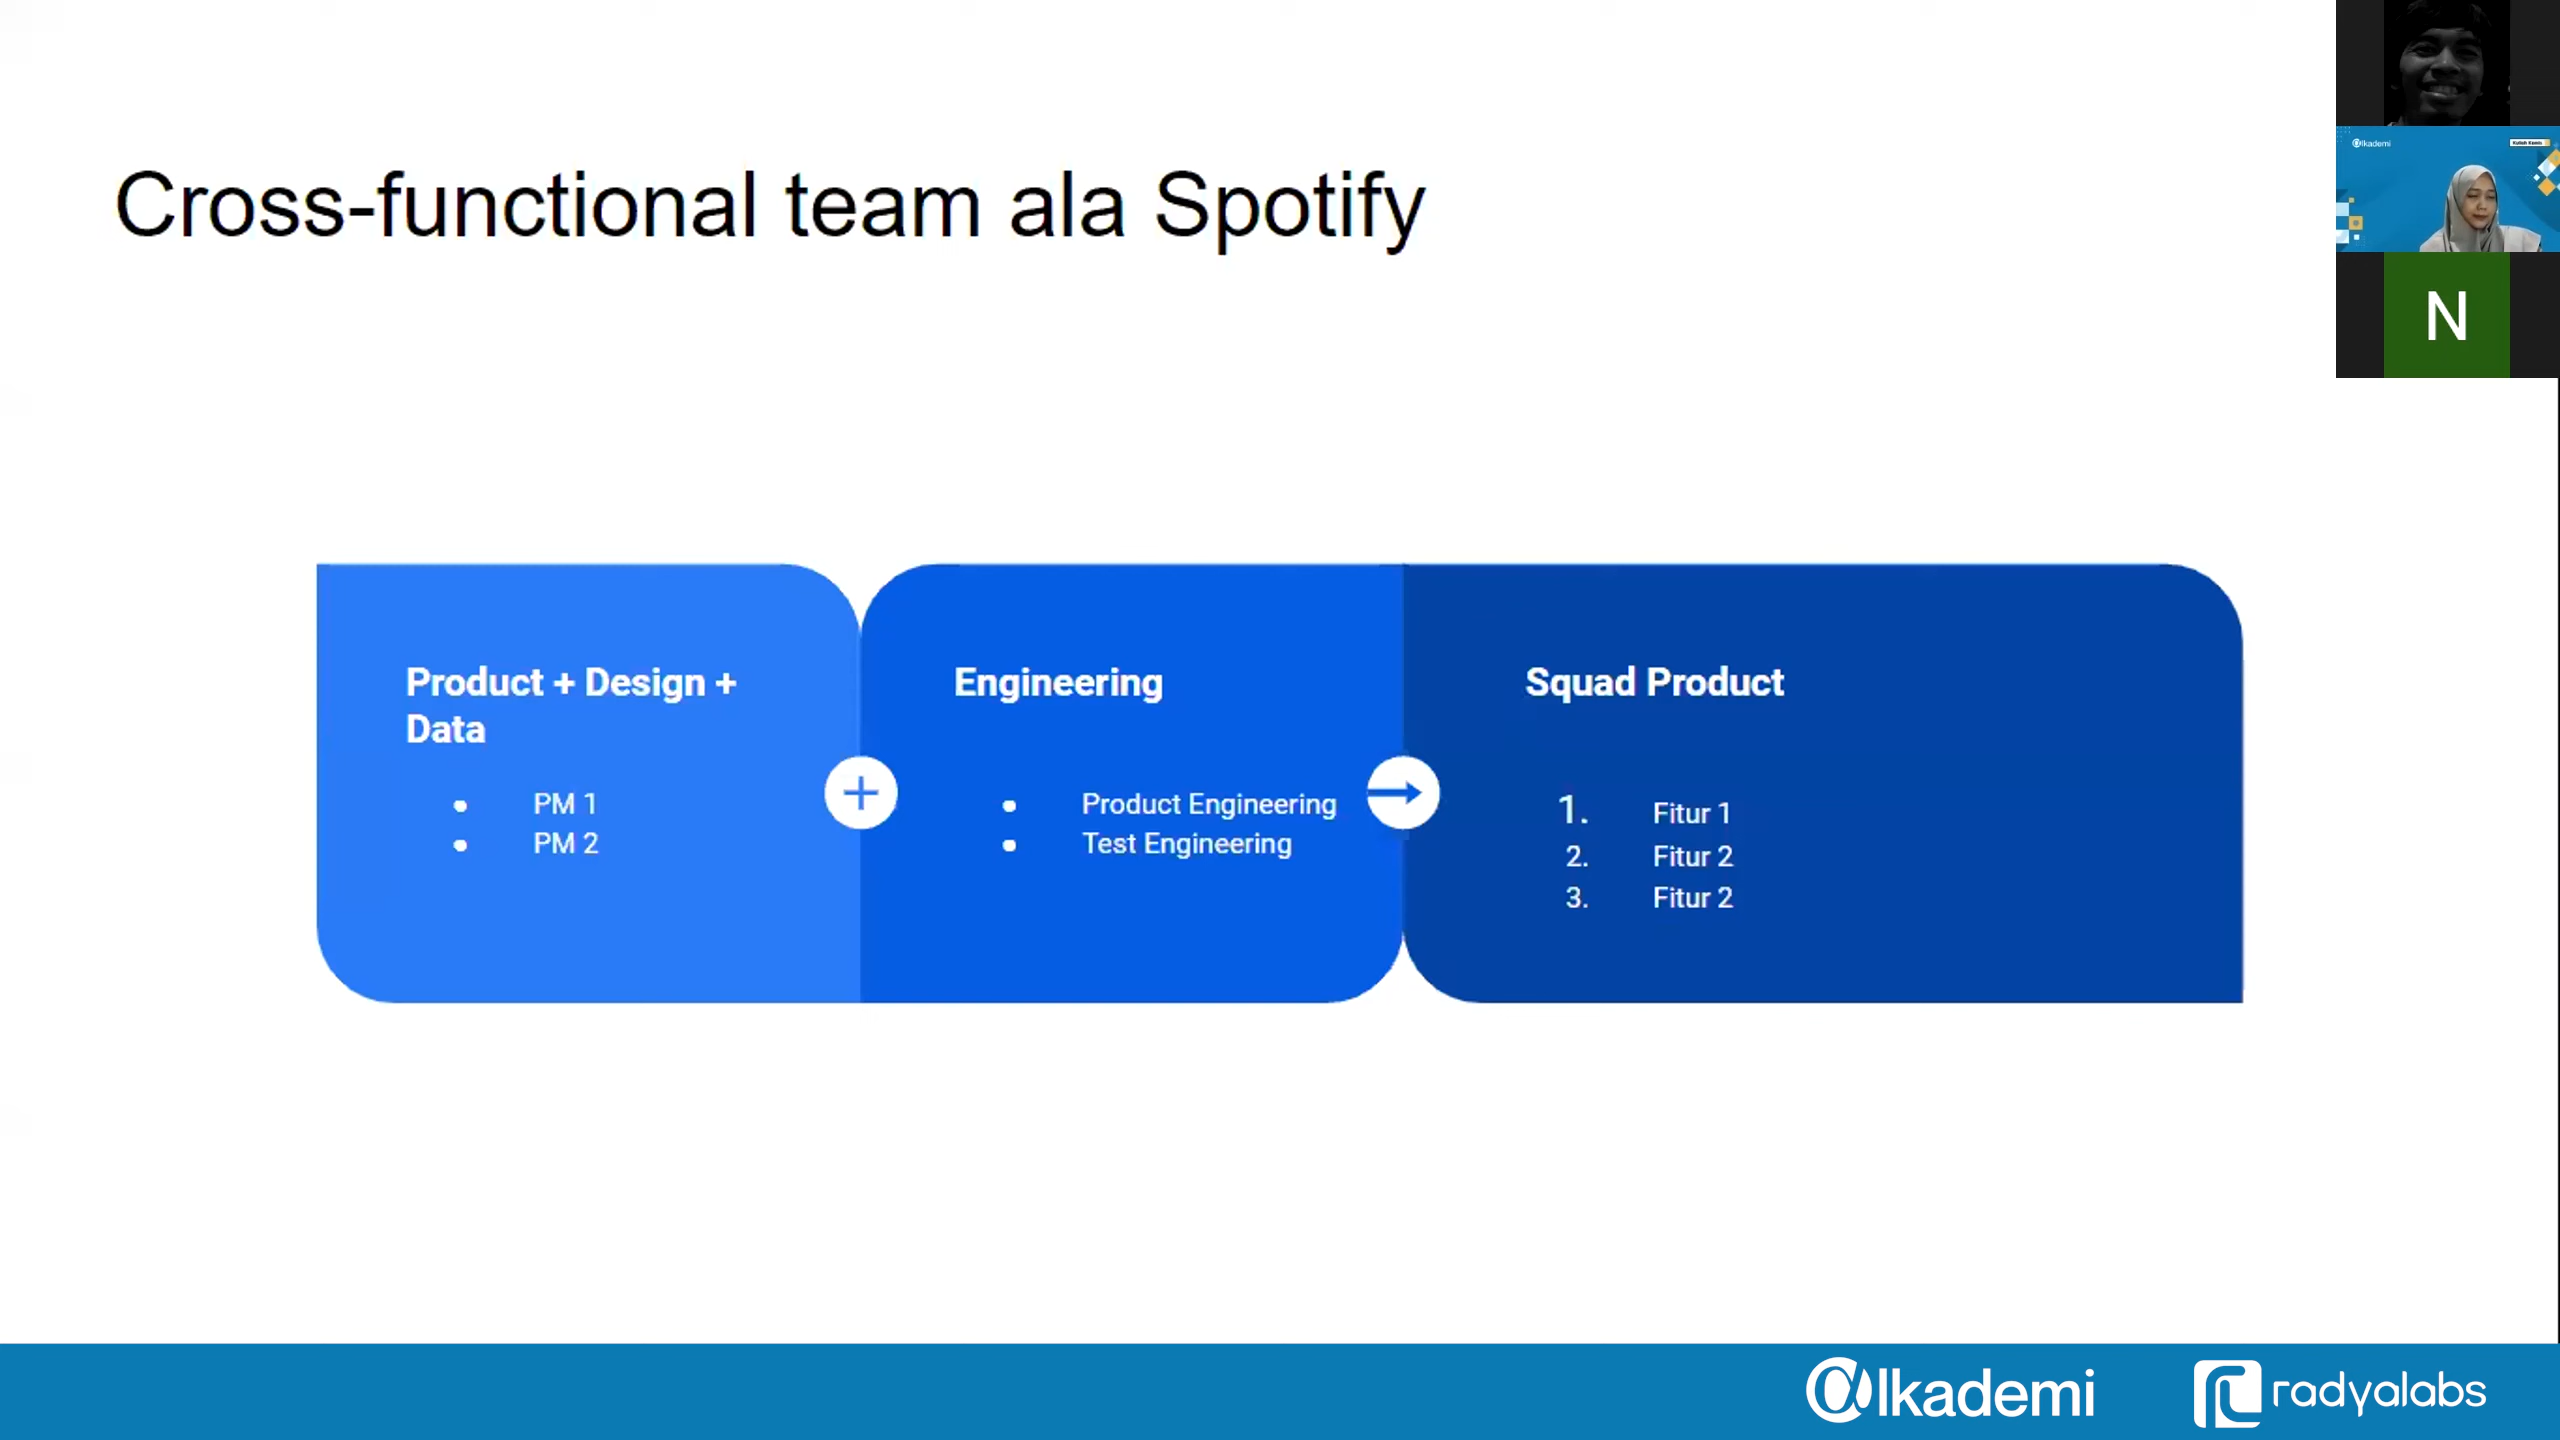 Cross-functional team ala Spotify
lkademi
N
Product + Design +
Data
• PM 1
• PM 2
+
Engineering
• Product Engineering
• Test Engineering
Squad Product
1. Fitur 1
2. Fitur 2
3. Fitur 2
lkademi
radyalabs